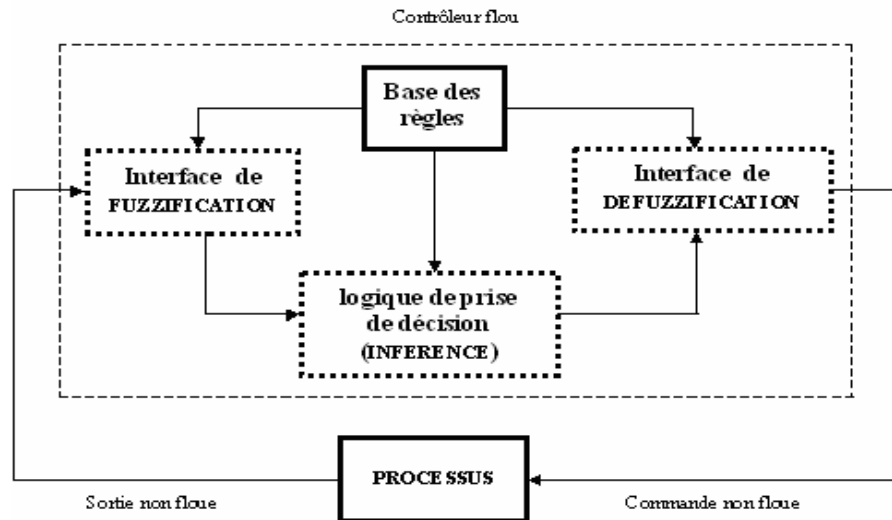 Contrôleur flou
Base des
règles
Interface de
FUZZIFICATION
Interface de
DEFUZZIFICATION
logique de prise
de décision
(INFERENCE)
PROCESSUS
Sortie non floue
Commande non floue